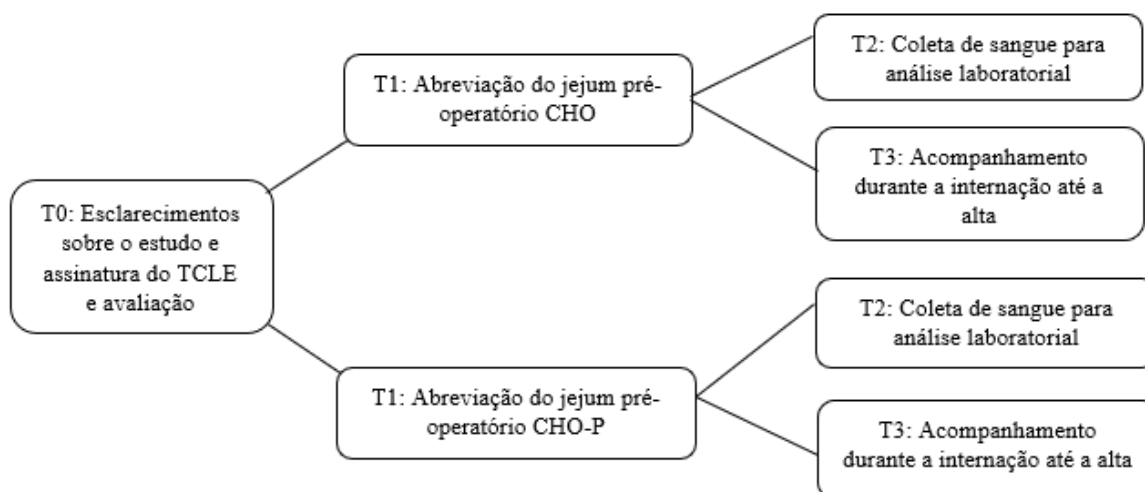 T0: Esclarecimentos
sobre o estudo e
assinatura do TCLE
e avaliação
T1: Abreviação do jejum pré-
operatório CHO
T2: Coleta de sangue para
análise laboratorial
T3: Acompanhamento
durante a internação até a
alta
T1: Abreviação do jejum pré-
operatório CHO-P
T2: Coleta de sangue para
análise laboratorial
T3: Acompanhamento
durante a internação até a alta